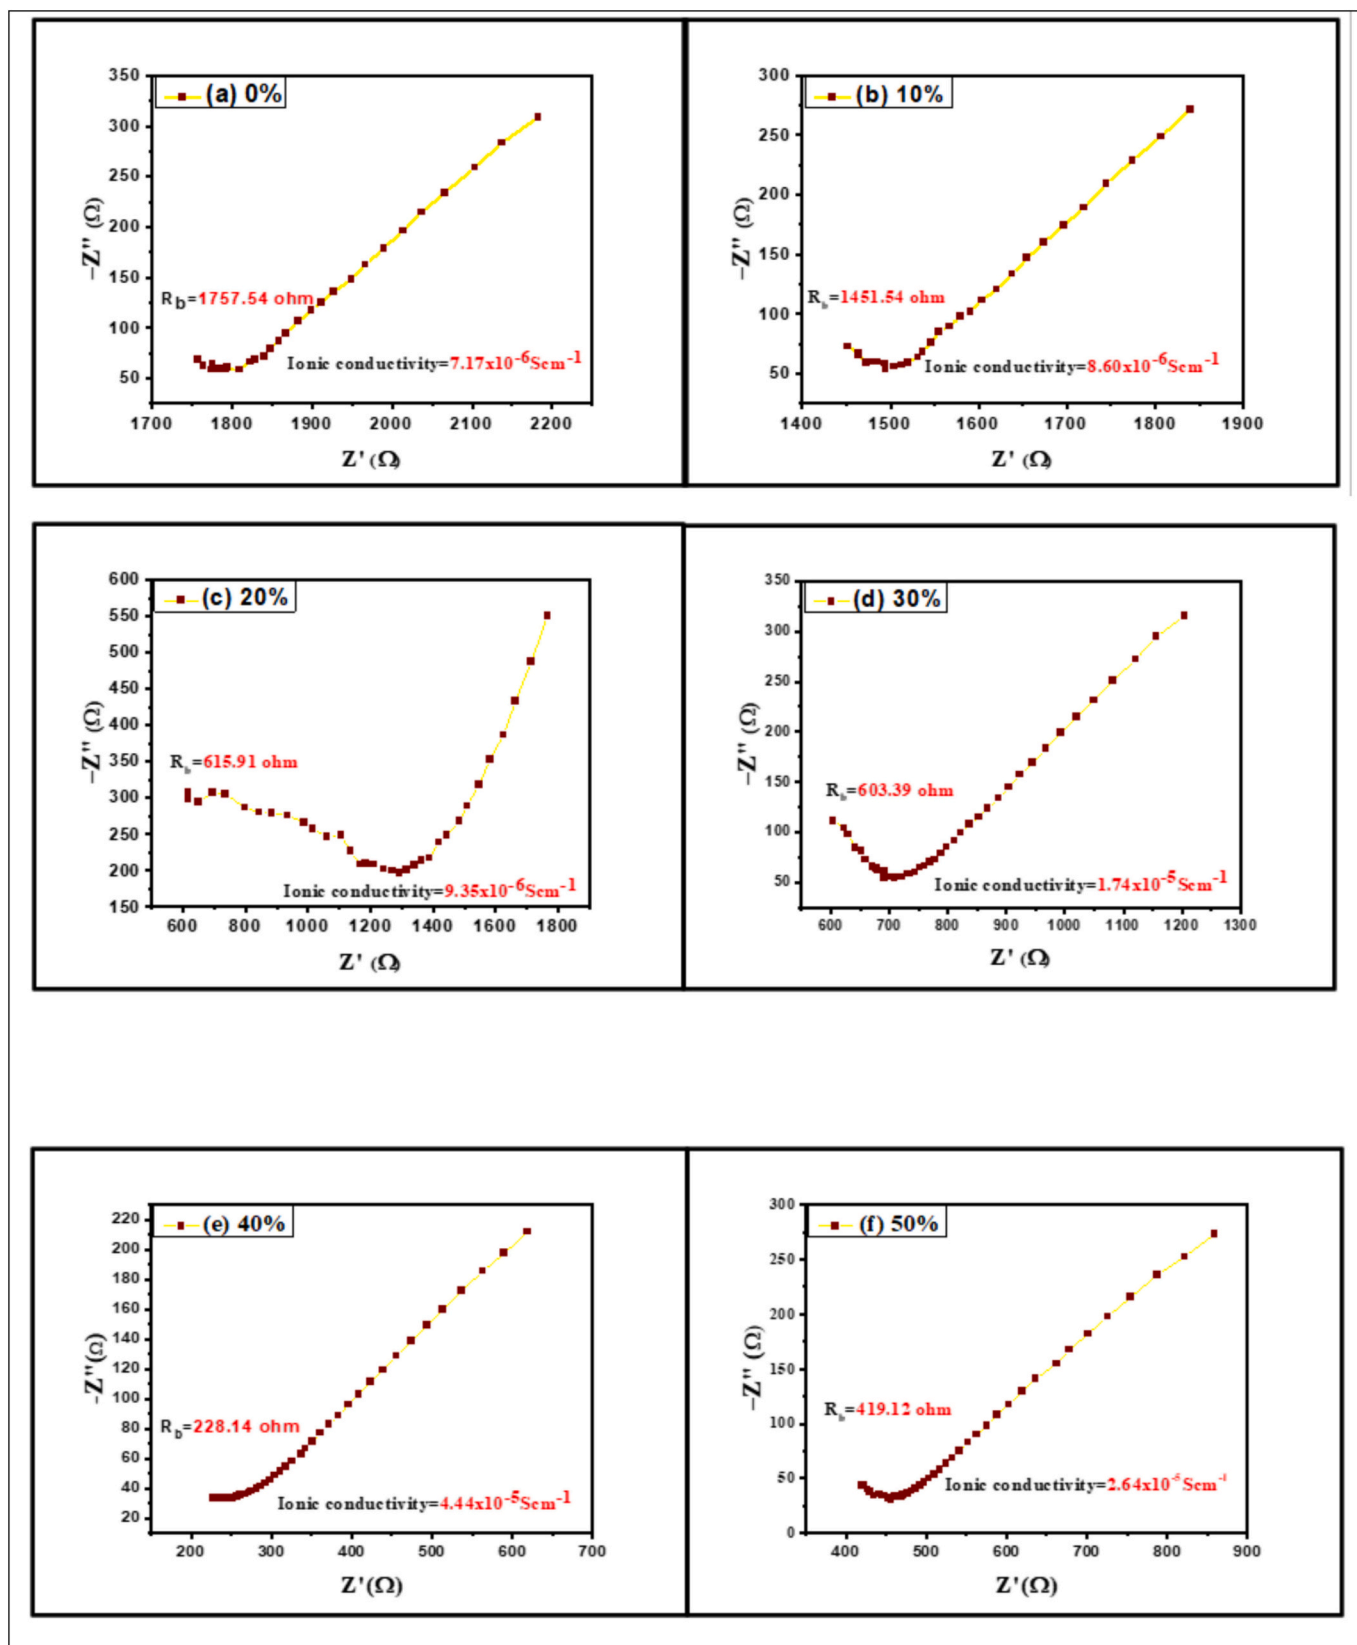 (a) 0%
350
300
250
200
150
100
50
−Z'' (Ω)
R_b=1757.54 ohm
Ionic conductivity=7.17x10⁻⁶Scm⁻¹
1700 1800 1900 2000 2100 2200
Z' (Ω)
(b) 10%
300
250
200
150
100
50
−Z'' (Ω)
R_b=1451.54 ohm
Ionic conductivity=8.60x10⁻⁶Scm⁻¹
1400 1500 1600 1700 1800 1900
Z' (Ω)
(c) 20%
600
550
500
450
400
350
300
250
200
150
−Z'' (Ω)
R_b=615.91 ohm
Ionic conductivity=9.35x10⁻⁶Scm⁻¹
600 800 1000 1200 1400 1600 1800
Z' (Ω)
(d) 30%
350
300
250
200
150
100
50
−Z'' (Ω)
R_b=603.39 ohm
Ionic conductivity=1.74x10⁻⁵Scm⁻¹
600 700 800 900 1000 1100 1200 1300
Z' (Ω)
(e) 40%
220
200
180
160
140
120
100
80
60
40
20
−Z''(Ω)
R_b=228.14 ohm
Ionic conductivity=4.44x10⁻⁵Scm⁻¹
200 300 400 500 600 700
Z'(Ω)
(f) 50%
300
250
200
150
100
50
0
−Z'' (Ω)
R_b=419.12 ohm
Ionic conductivity=2.64x10⁻⁵Scm⁻¹
400 500 600 700 800 900
Z'(Ω)